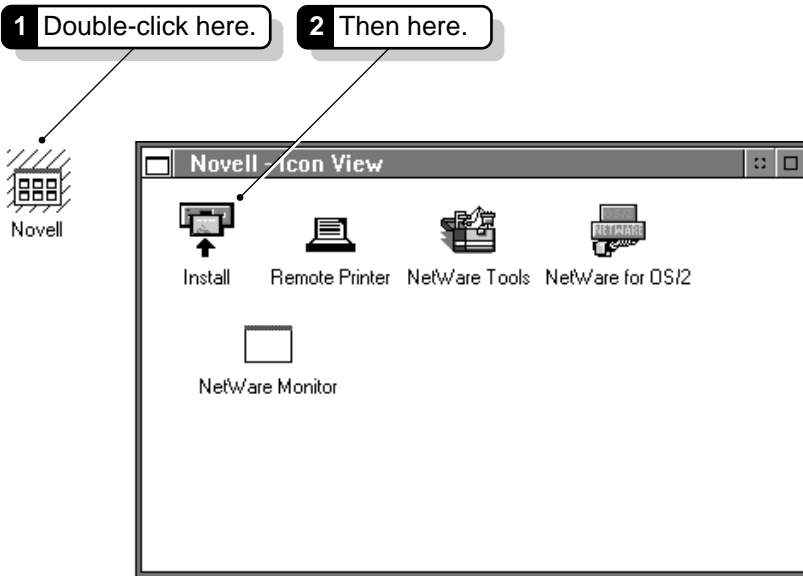 1 Double-click here.
2 Then here.
Novell
Novell - Icon View
Install
Remote Printer
NetWare Tools
NetWare for OS/2
NETWARE
NetWare Monitor